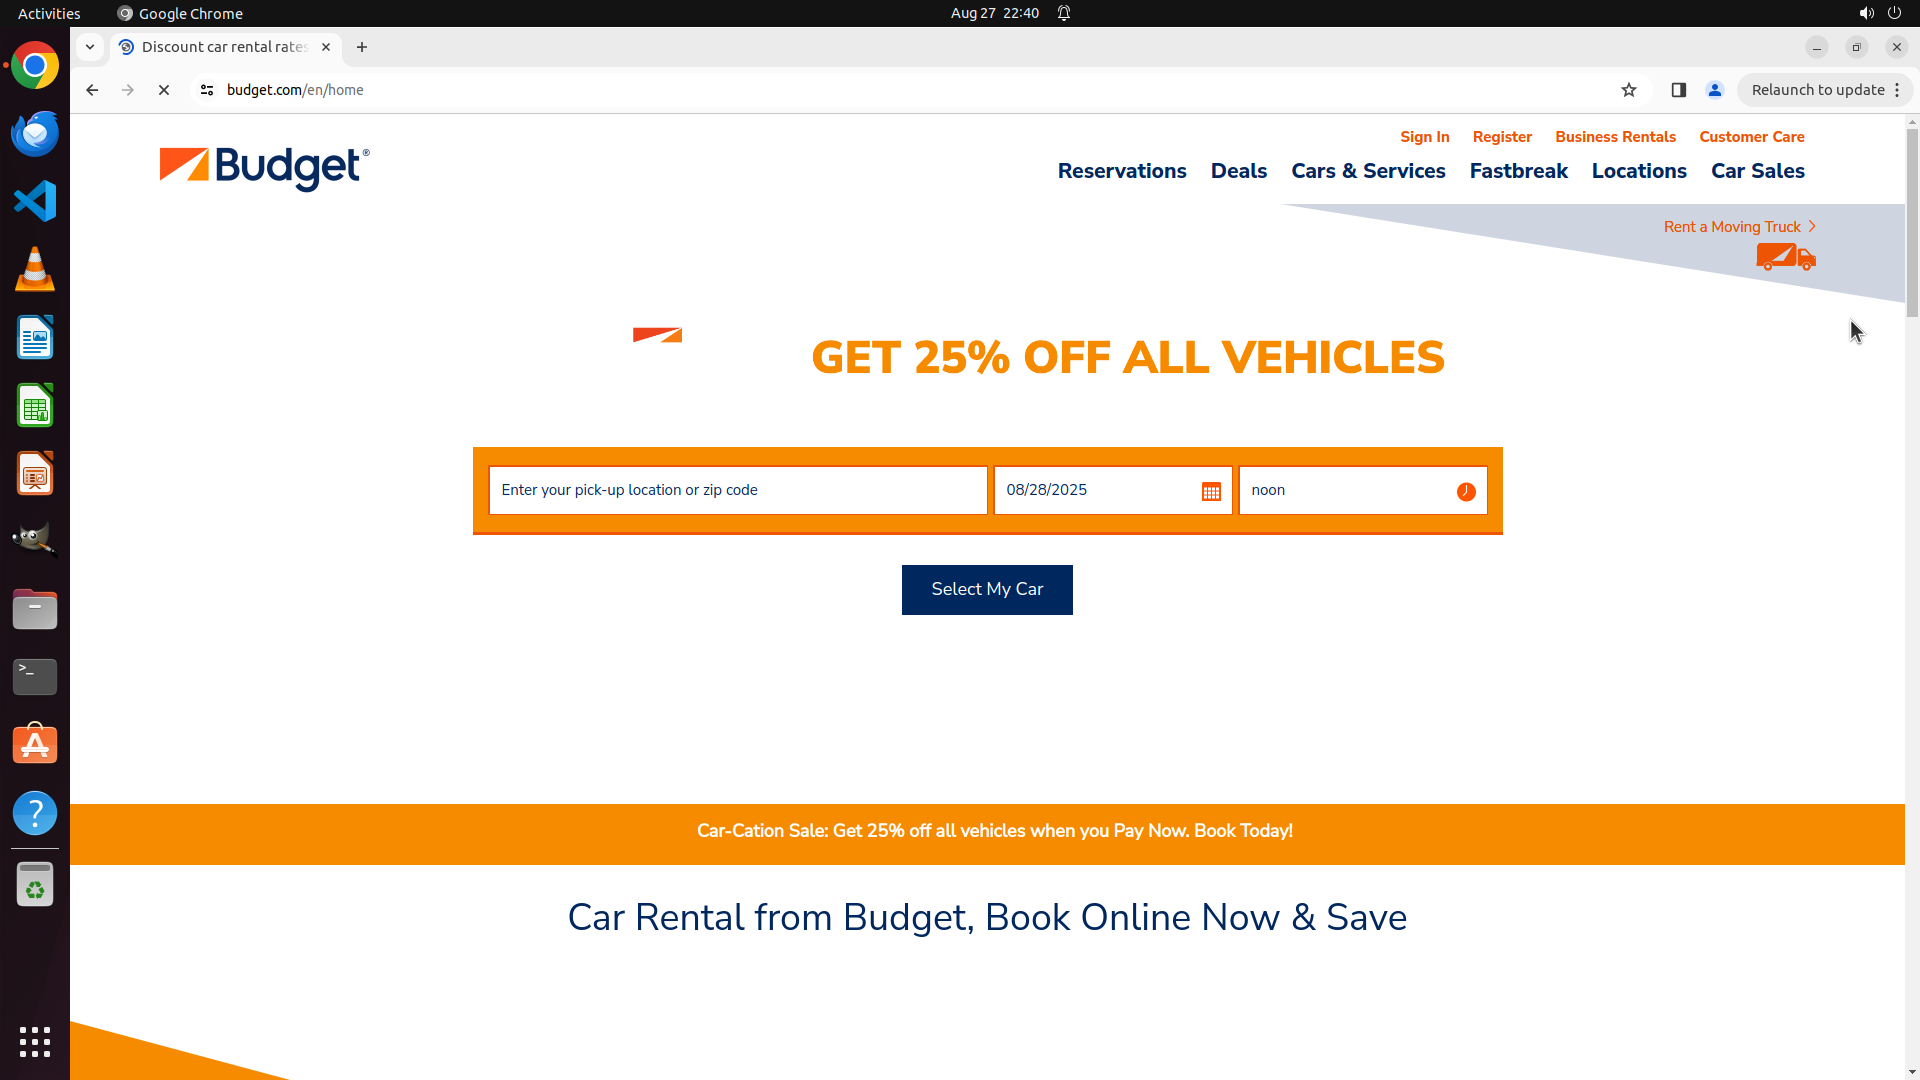 Activities
Google Chrome
Aug 27 22:40
Discount car rental rates
budget.com/en/home
Relaunch to update
Sign In
Register
Business Rentals
Customer Care
Budget®
Reservations
Deals
Cars & Services
Fastbreak
Locations
Car Sales
Rent a Moving Truck
GET 25% OFF ALL VEHICLES
Enter your pick-up location or zip code
08/28/2025
noon
Select My Car
Car-Cation Sale: Get 25% off all vehicles when you Pay Now. Book Today!
Car Rental from Budget, Book Online Now & Save